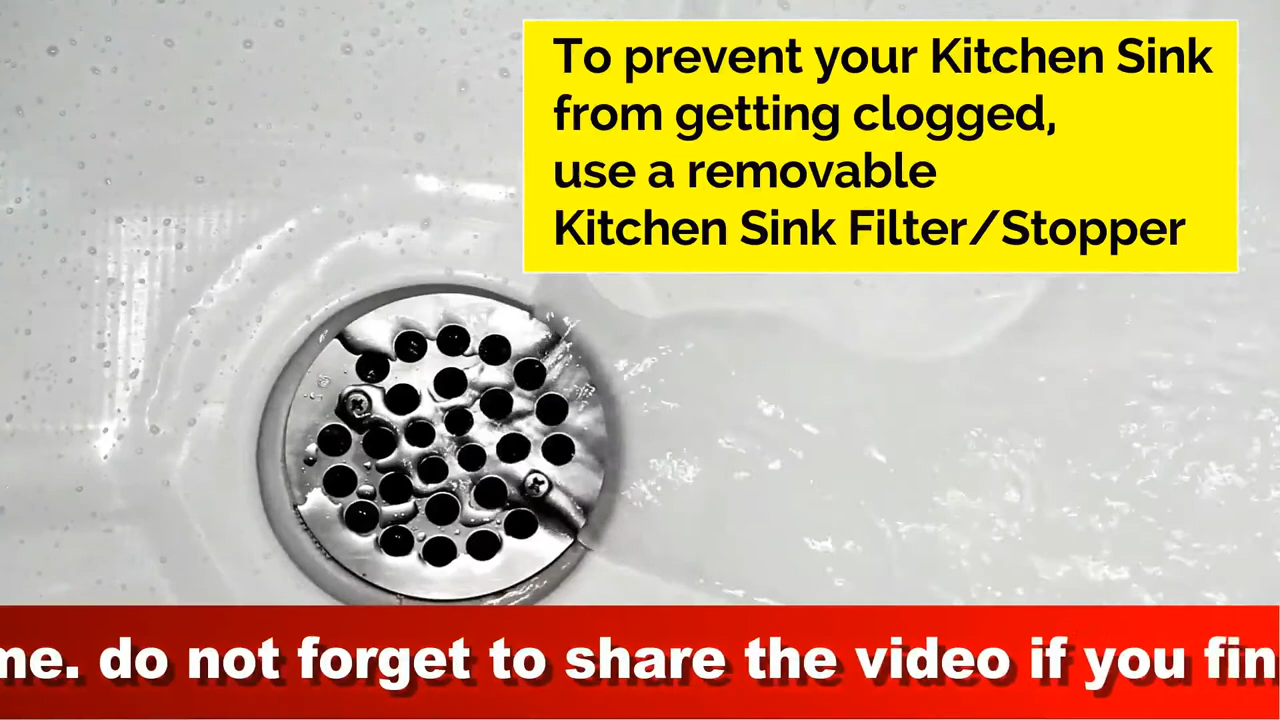 To prevent your Kitchen Sink
from getting clogged,
use a removable
Kitchen Sink Filter/Stopper
me. do not forget to share the video if you fin